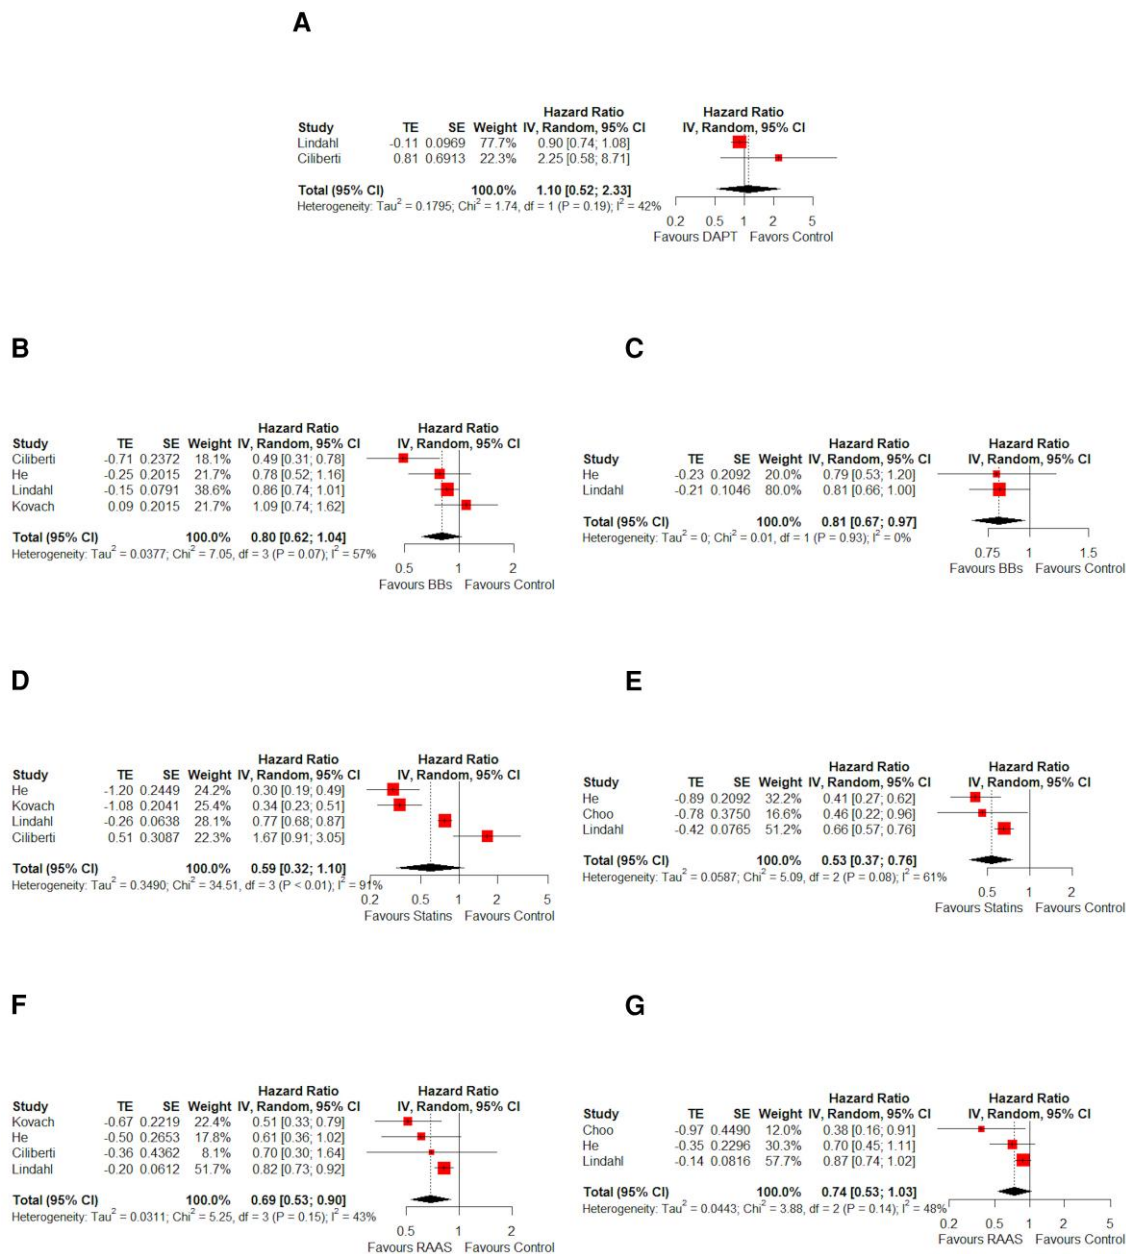 A
Hazard Ratio Hazard Ratio
Study TE SE Weight IV, Random, 95% CI IV, Random, 95% CI
Lindahl -0.11 0.0969 77.7% 0.90 [0.74; 1.08]
Ciliberti 0.81 0.6913 22.3% 2.25 [0.58; 8.71]
Total (95% CI) 100.0% 1.10 [0.52; 2.33]
Heterogeneity: Tau² = 0.1795; Chi² = 1.74, df = 1 (P = 0.19); I² = 42%
0.2 0.5 1 2 5
Favours DAPT Favors Control
B
Hazard Ratio Hazard Ratio
Study TE SE Weight IV, Random, 95% CI IV, Random, 95% CI
Ciliberti -0.71 0.2372 18.1% 0.49 [0.31; 0.78]
He -0.25 0.2015 21.7% 0.78 [0.52; 1.16]
Lindahl -0.15 0.0791 38.6% 0.86 [0.74; 1.01]
Kovach 0.09 0.2015 21.7% 1.09 [0.74; 1.62]
Total (95% CI) 100.0% 0.80 [0.62; 1.04]
Heterogeneity: Tau² = 0.0377; Chi² = 7.05, df = 3 (P = 0.07); I² = 57%
0.5 1 2
Favours BBs Favours Control
C
Hazard Ratio Hazard Ratio
Study TE SE Weight IV, Random, 95% CI IV, Random, 95% CI
He -0.23 0.2092 20.0% 0.79 [0.53; 1.20]
Lindahl -0.21 0.1046 80.0% 0.81 [0.66; 1.00]
Total (95% CI) 100.0% 0.81 [0.67; 0.97]
Heterogeneity: Tau² = 0; Chi² = 0.01, df = 1 (P = 0.93); I² = 0%
0.75 1 1.5
Favours BBs Favours Control
D
Hazard Ratio Hazard Ratio
Study TE SE Weight IV, Random, 95% CI IV, Random, 95% CI
He -1.20 0.2449 24.2% 0.30 [0.19; 0.49]
Kovach -1.08 0.2041 25.4% 0.34 [0.23; 0.51]
Lindahl -0.26 0.0638 28.1% 0.77 [0.68; 0.87]
Ciliberti 0.51 0.3087 22.3% 1.67 [0.91; 3.05]
Total (95% CI) 100.0% 0.59 [0.32; 1.10]
Heterogeneity: Tau² = 0.3490; Chi² = 34.51, df = 3 (P < 0.01); I² = 91%
0.2 0.5 1 2 5
Favours Statins Favours Control
E
Hazard Ratio Hazard Ratio
Study TE SE Weight IV, Random, 95% CI IV, Random, 95% CI
He -0.89 0.2092 32.2% 0.41 [0.27; 0.62]
Choo -0.78 0.3750 16.6% 0.46 [0.22; 0.96]
Lindahl -0.42 0.0765 51.2% 0.66 [0.57; 0.76]
Total (95% CI) 100.0% 0.53 [0.37; 0.76]
Heterogeneity: Tau² = 0.0587; Chi² = 5.09, df = 2 (P = 0.08); I² = 61%
0.5 1 2
Favours Statins Favours Control
F
Hazard Ratio Hazard Ratio
Study TE SE Weight IV, Random, 95% CI IV, Random, 95% CI
Kovach -0.67 0.2219 22.4% 0.51 [0.33; 0.79]
He -0.50 0.2653 17.8% 0.61 [0.36; 1.02]
Ciliberti -0.36 0.4362 8.1% 0.70 [0.30; 1.64]
Lindahl -0.20 0.0612 51.7% 0.82 [0.73; 0.92]
Total (95% CI) 100.0% 0.69 [0.53; 0.90]
Heterogeneity: Tau² = 0.0311; Chi² = 5.25, df = 3 (P = 0.15); I² = 43%
0.5 1 2
Favours RAAS Favours Control
G
Hazard Ratio Hazard Ratio
Study TE SE Weight IV, Random, 95% CI IV, Random, 95% CI
Choo -0.97 0.4490 12.0% 0.38 [0.16; 0.91]
He -0.35 0.2296 30.3% 0.70 [0.45; 1.11]
Lindahl -0.14 0.0816 57.7% 0.87 [0.74; 1.02]
Total (95% CI) 100.0% 0.74 [0.53; 1.03]
Heterogeneity: Tau² = 0.0443; Chi² = 3.88, df = 2 (P = 0.14); I² = 48%
0.2 0.5 1 2 5
Favours RAAS Favours Control